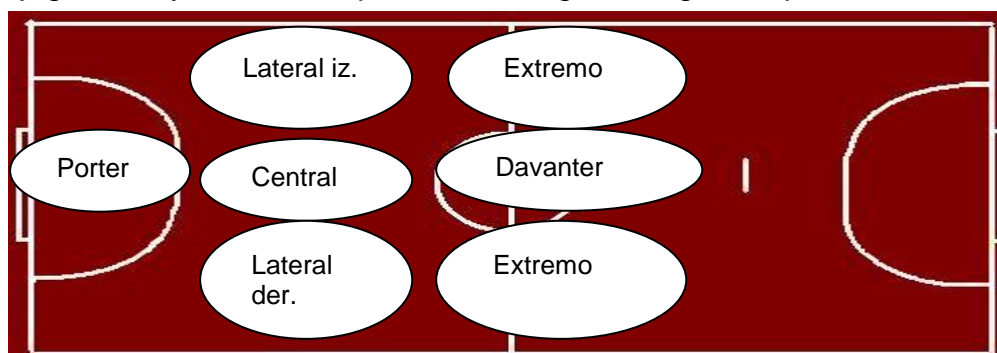 Lateral iz.
Extremo
Porter
Central
Davanter
Lateral
der.
Extremo